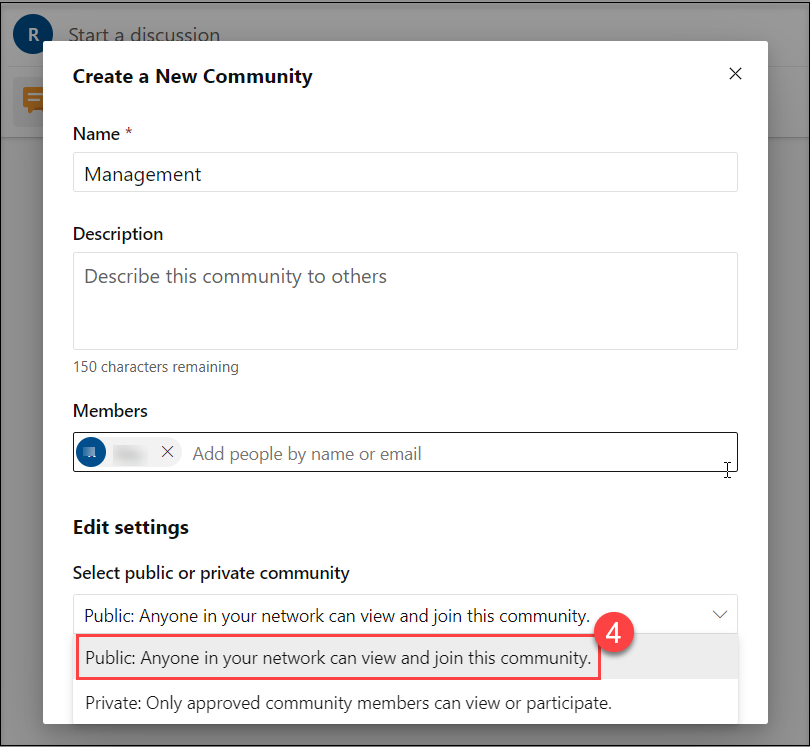 R
Start a discussion
Create a New Community
Name *
Management
Description
Describe this community to others
150 characters remaining
Members
Add people by name or email
Edit settings
Select public or private community
Public: Anyone in your network can view and join this community.
4
Public: Anyone in your network can view and join this community.
Private: Only approved community members can view or participate.